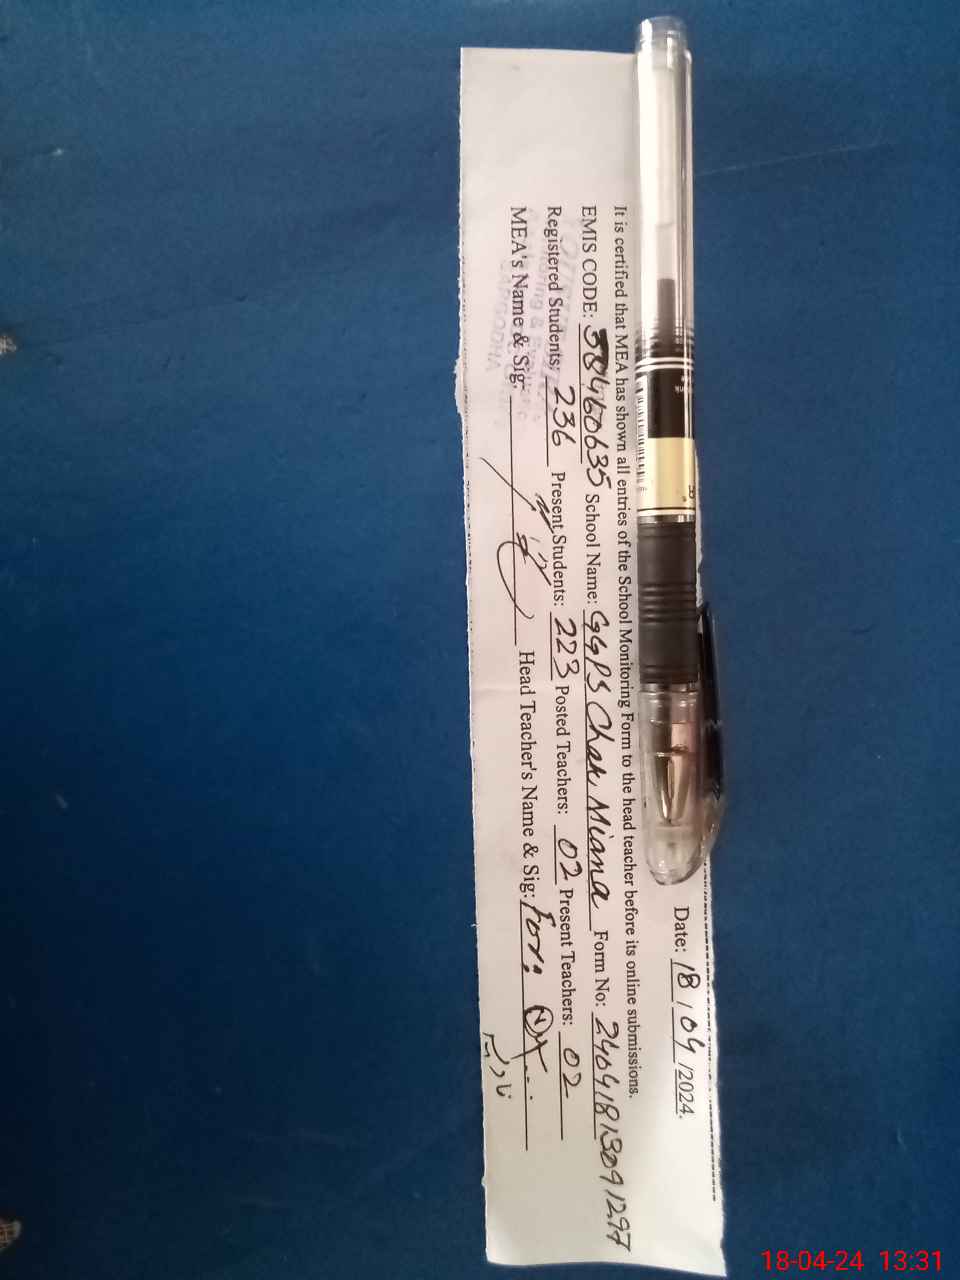 Date: 18/04/2024.
It is certified that MEA has shown all entries of the School Monitoring Form to the head teacher before its online submissions.
EMIS CODE: 38460635 School Name: GGPS Chak Miana Form No: 24041813091297
Registered Students: 236 Present Students: 223 Posted Teachers: 02 Present Teachers: 02
MEA's Name & Sig. Head Teacher's Name & Sig: For:
نادیہ
SARGODHA
18-04-24 13:31